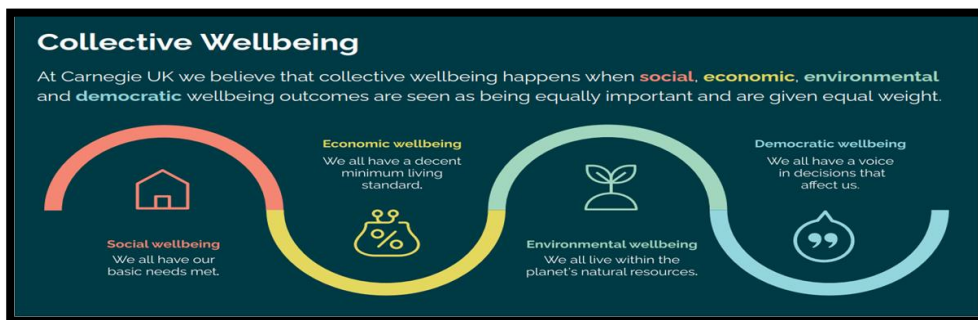 Collective Wellbeing
At Carnegie UK we believe that collective wellbeing happens when social, economic, environmental
and democratic wellbeing outcomes are seen as being equally important and are given equal weight.
Social wellbeing
We all have our
basic needs met.
Economic wellbeing
We all have a decent
minimum living
standard.
%
Environmental wellbeing
We all live within the
planet's natural resources.
Democratic wellbeing
We all have a voice
in decisions that
affect us.